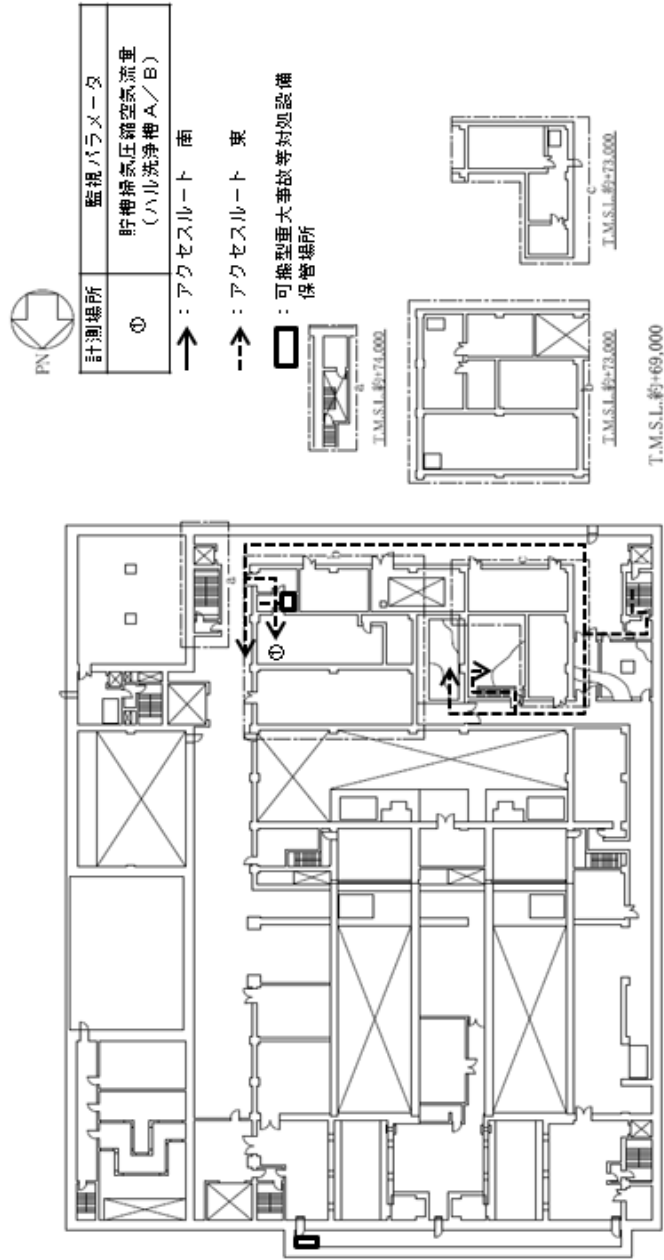 PN
計測場所 監視パラメータ
① 貯槽掃気圧縮空気流量
（ハル洗浄槽A／B）
：アクセスルート 南
：アクセスルート 東
：可搬型重大事故等対処設備
保管場所
a
T.M.S.L.約+74,000
b
T.M.S.L.約+73,000
c
T.M.S.L.約+73,000
T.M.S.L.約+69,000
a
b
c
①